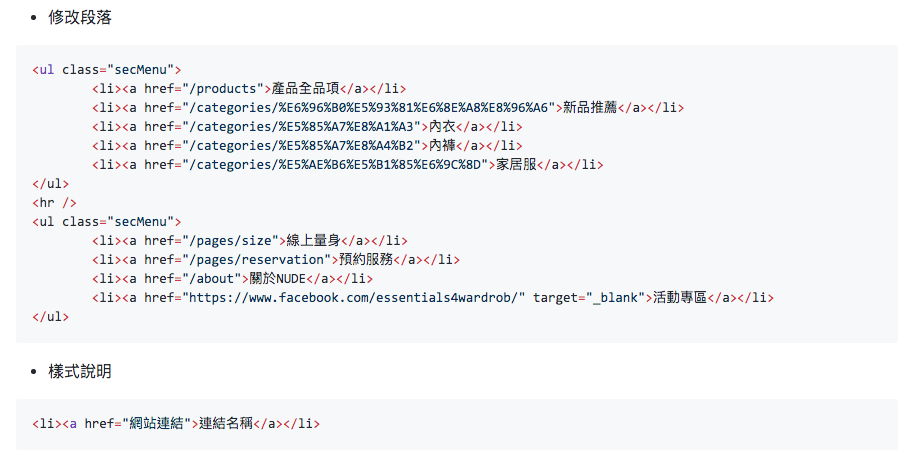 修改段落
<ul class="secMenu">
<li><a href="/products">產品全品項</a></li>
<li><a href="/categories/%E6%96%B0%E5%93%81%E6%8E%A8%E8%96%A6">新品推薦</a></li>
<li><a href="/categories/%E5%85%A7%E8%A1%A3">內衣</a></li>
<li><a href="/categories/%E5%85%A7%E8%A4%B2">內褲</a></li>
<li><a href="/categories/%E5%AE%B6%E5%B1%85%E6%9C%8D">家居服</a></li>
</ul>
<hr />
<ul class="secMenu">
<li><a href="/pages/size">線上量身</a></li>
<li><a href="/pages/reservation">預約服務</a></li>
<li><a href="/about">關於NUDE</a></li>
<li><a href="https://www.facebook.com/essentials4wardrob/" target="_blank">活動專區</a></li>
</ul>
樣式說明
<li><a href="網站連結">連結名稱</a></li>